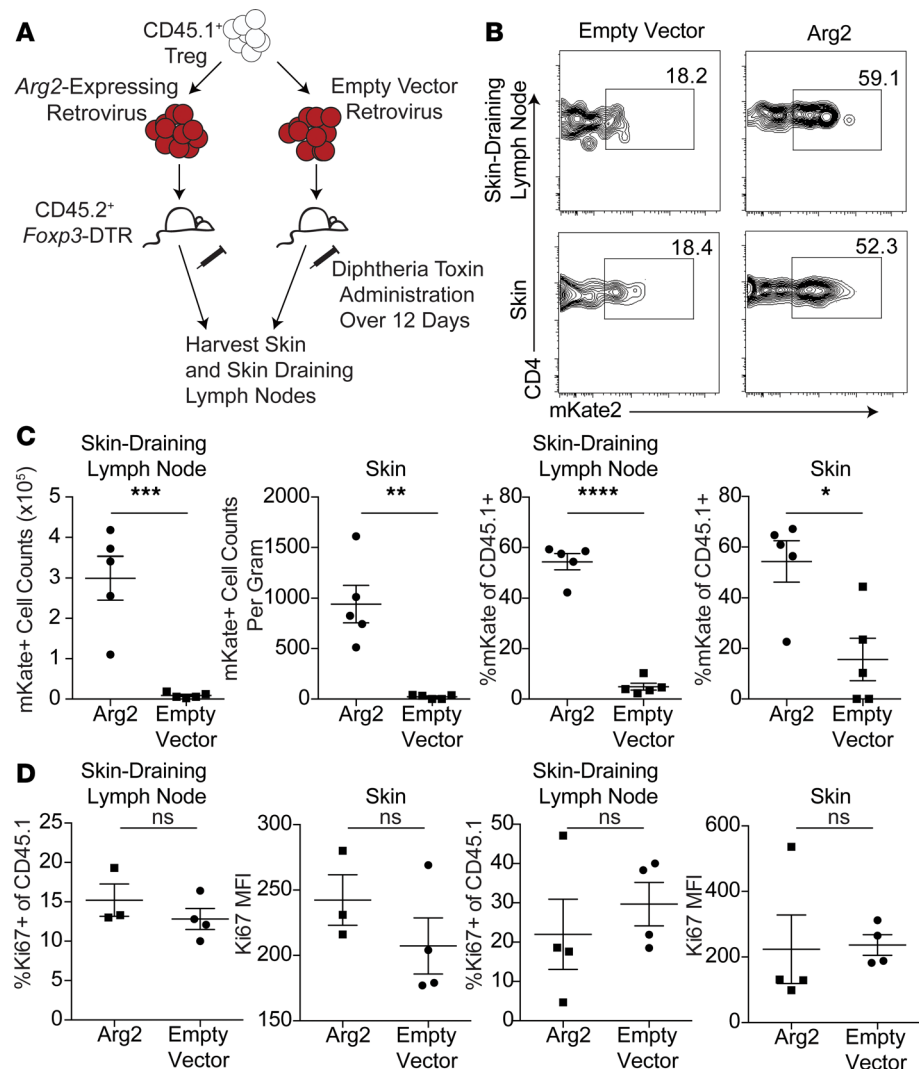 A
CD45.1+
Treg
Arg2-Expressing
Retrovirus
Empty Vector
Retrovirus
CD45.2+
Foxp3-DTR
Diphtheria Toxin
Administration
Over 12 Days
Harvest Skin
and Skin Draining
Lymph Nodes
B
Empty Vector
Arg2
Skin-Draining
Lymph Node
18.2
59.1
Skin
18.4
52.3
CD4
mKate2
C
Skin-Draining
Lymph Node
***
mKate+ Cell Counts (x10⁵)
5
4
3
2
1
0
Arg2
Empty
Vector
Skin
**
mKate+ Cell Counts
Per Gram
2000
1500
1000
500
0
Arg2
Empty
Vector
Skin-Draining
Lymph Node
****
%mKate of CD45.1+
80
60
40
20
0
Arg2
Empty
Vector
Skin
*
%mKate of CD45.1+
80
60
40
20
0
Arg2
Empty
Vector
D
Skin-Draining
Lymph Node
ns
%Ki67+ of CD45.1
25
20
15
10
5
0
Arg2
Empty
Vector
Skin
ns
Ki67 MFI
300
250
200
150
Arg2
Empty
Vector
Skin-Draining
Lymph Node
ns
%Ki67+ of CD45.1
50
40
30
20
10
0
Arg2
Empty
Vector
Skin
ns
Ki67 MFI
600
400
200
0
Arg2
Empty
Vector